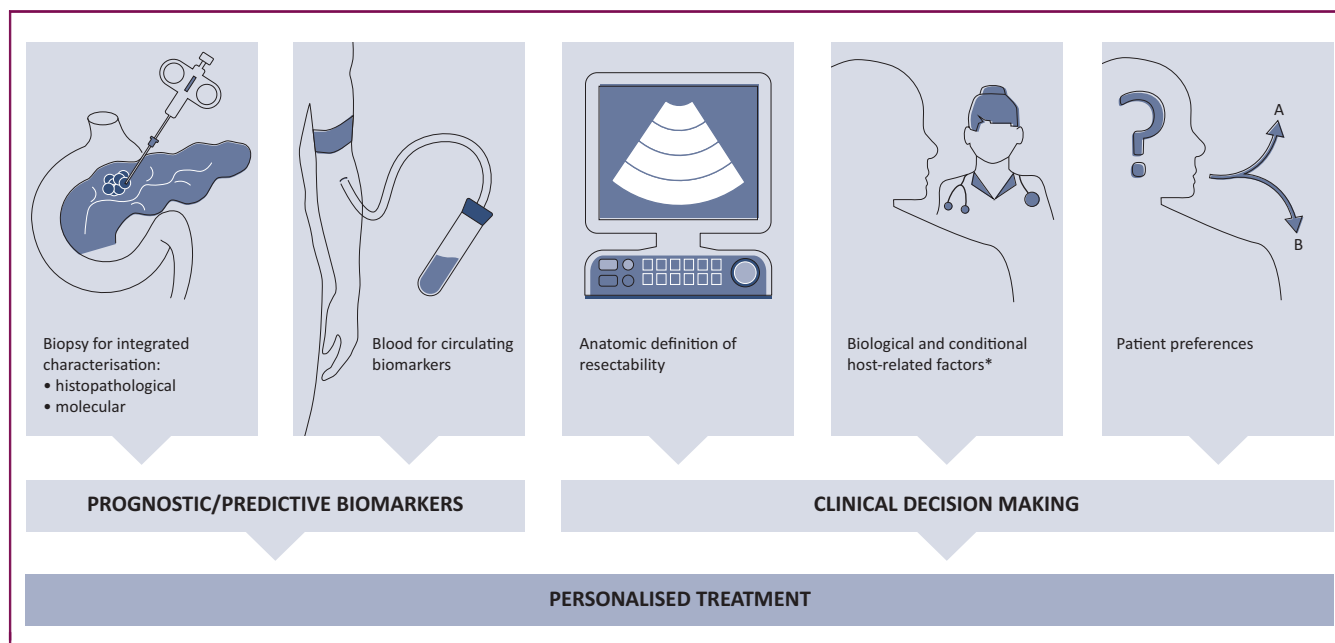 Biopsy for integrated
characterisation:
• histopathological
• molecular
Blood for circulating
biomarkers
Anatomic definition of
resectability
Biological and conditional
host-related factors*
A
B
Patient preferences
PROGNOSTIC/PREDICTIVE BIOMARKERS
CLINICAL DECISION MAKING
PERSONALISED TREATMENT